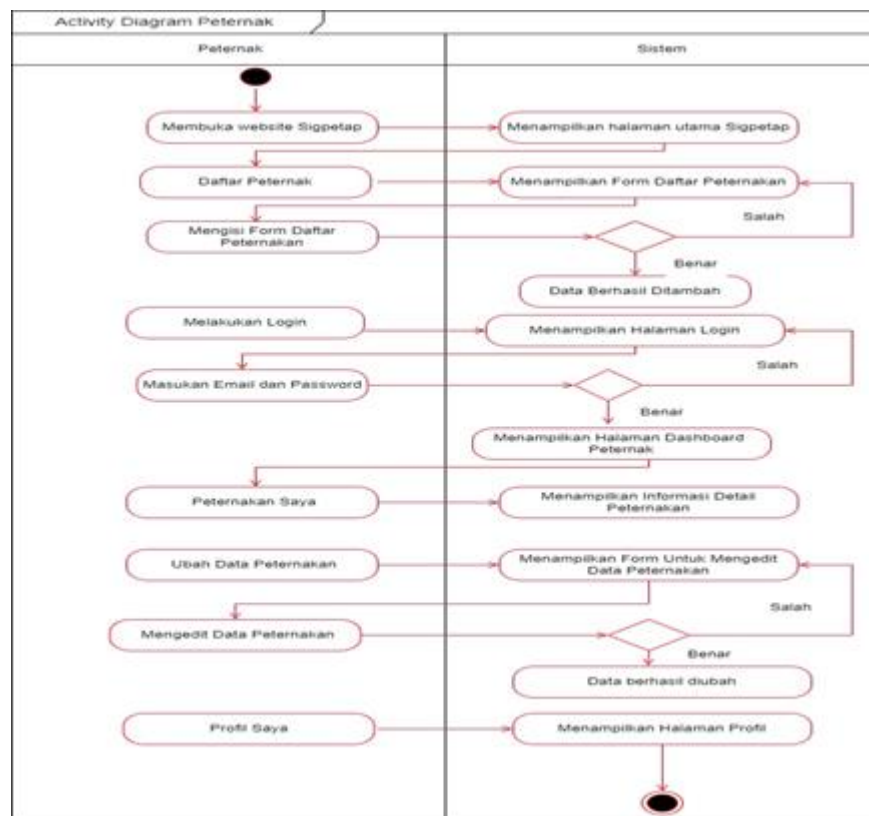 Activity Diagram Peternak
Peternak
Sistem
Membuka website Sigpetap
Menampilkan halaman utama Sigpetap
Daftar Peternak
Menampilkan Form Daftar Peternakan
Salah
Mengisi Form Daftar
Peternakan
Benar
Data Berhasil Ditambah
Melakukan Login
Menampilkan Halaman Login
Salah
Masukan Email dan Password
Benar
Menampilkan Halaman Dashboard
Peternak
Peternakan Saya
Menampilkan Informasi Detail
Peternakan
Ubah Data Peternakan
Menampilkan Form Untuk Mengedit
Data Peternakan
Salah
Mengedit Data Peternakan
Benar
Data berhasil diubah
Profil Saya
Menampilkan Halaman Profil